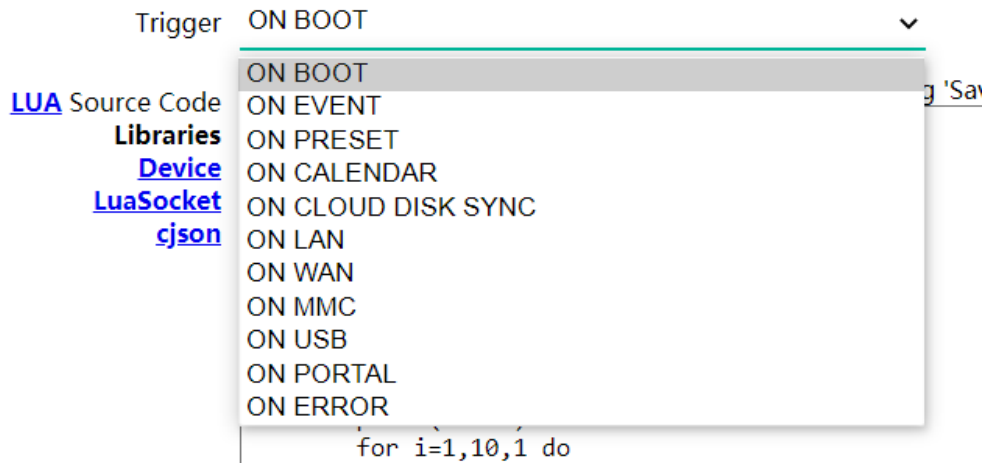 Trigger ON BOOT
ON BOOT
LUA Source Code
ON EVENT
Libraries
ON PRESET
Device
ON CALENDAR
LuaSocket
ON CLOUD DISK SYNC
cjson
ON LAN
ON WAN
ON MMC
ON USB
ON PORTAL
ON ERROR
for i=1,10,1 do